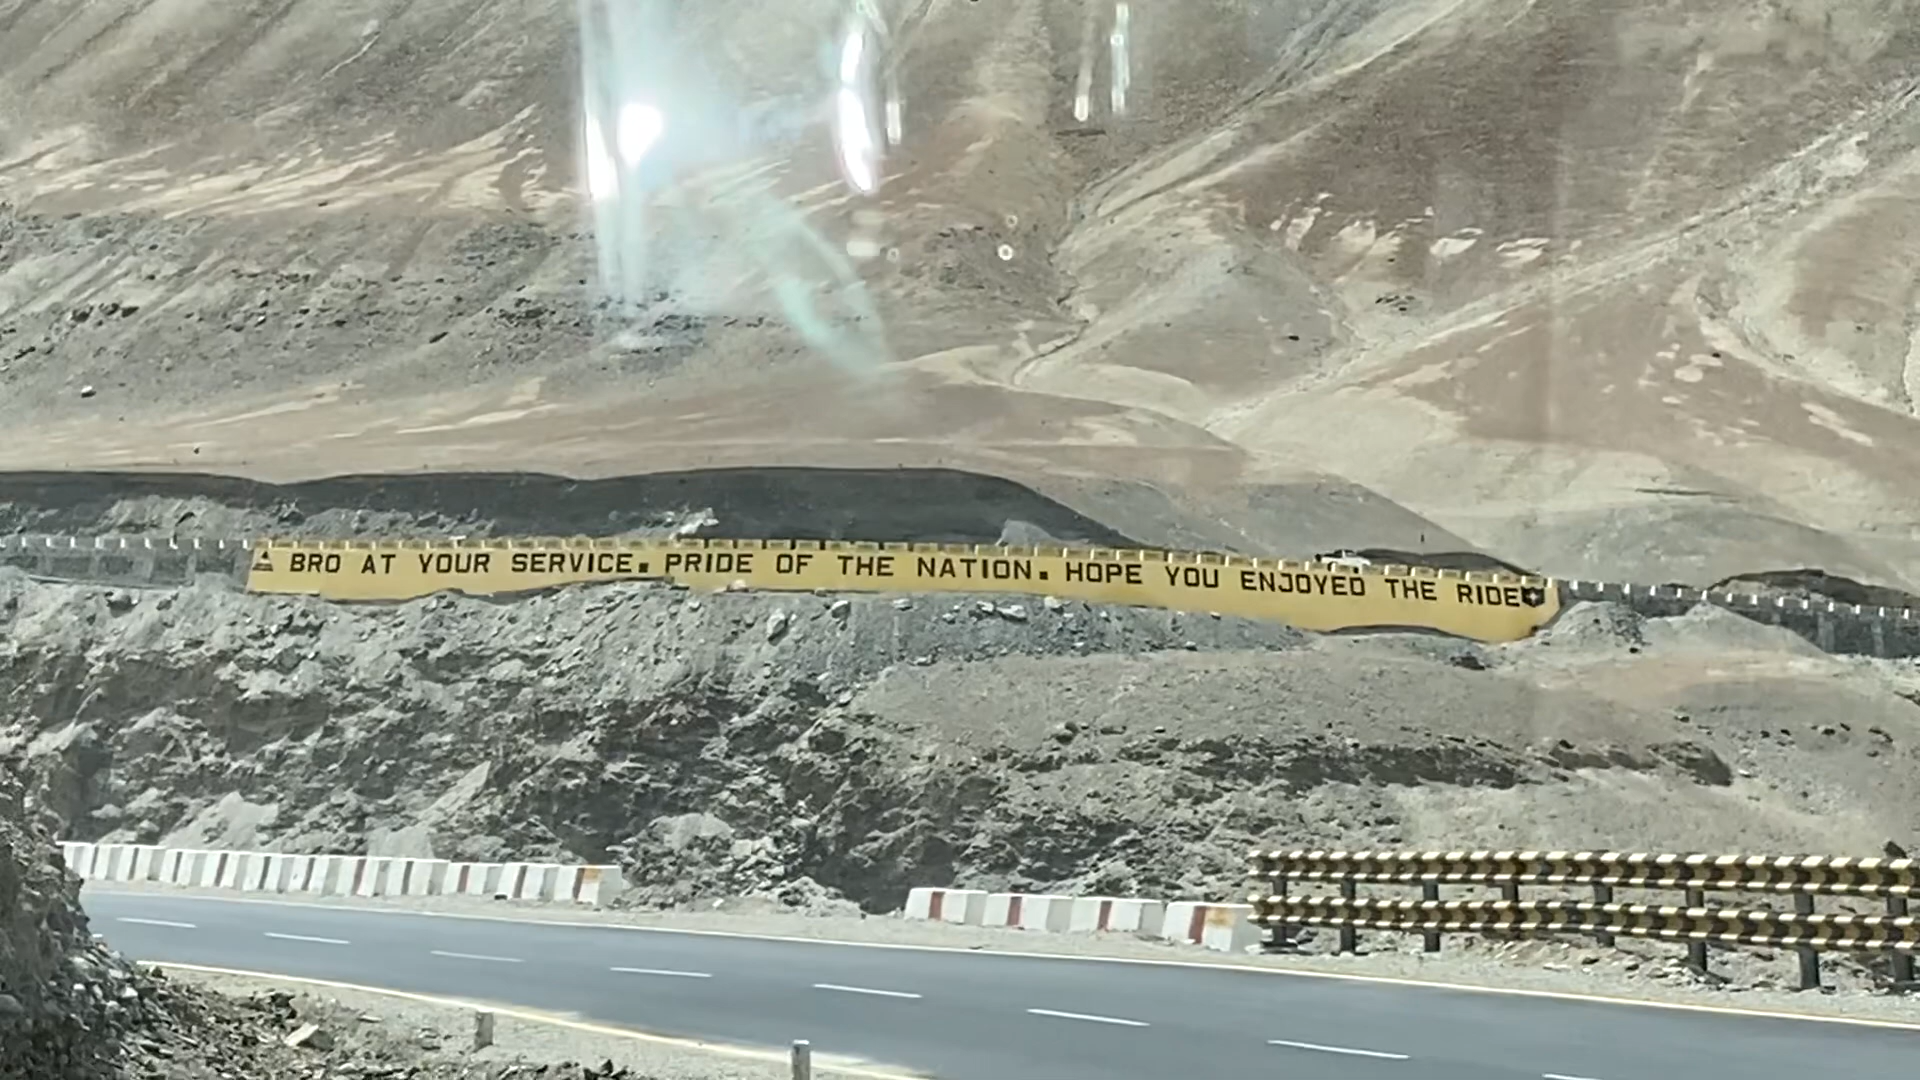 BRO AT YOUR SERVICE. PRIDE OF THE NATION. HOPE YOU ENJOYED THE RIDE